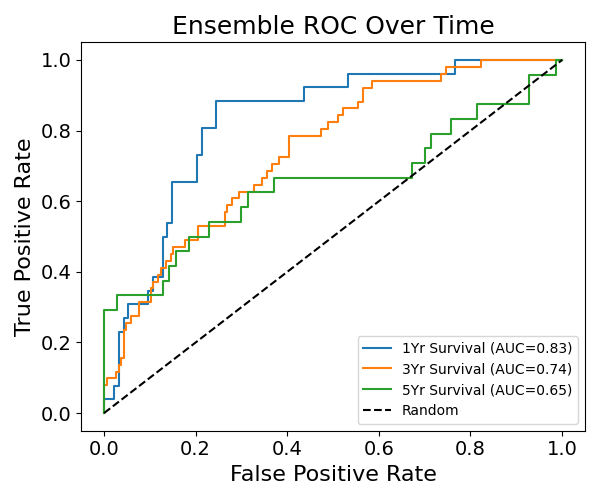 Ensemble ROC Over Time
True Positive Rate
1.0
0.8
0.6
0.4
0.2
0.0
0.0 0.2 0.4 0.6 0.8 1.0
False Positive Rate
1Yr Survival (AUC=0.83)
3Yr Survival (AUC=0.74)
5Yr Survival (AUC=0.65)
Random